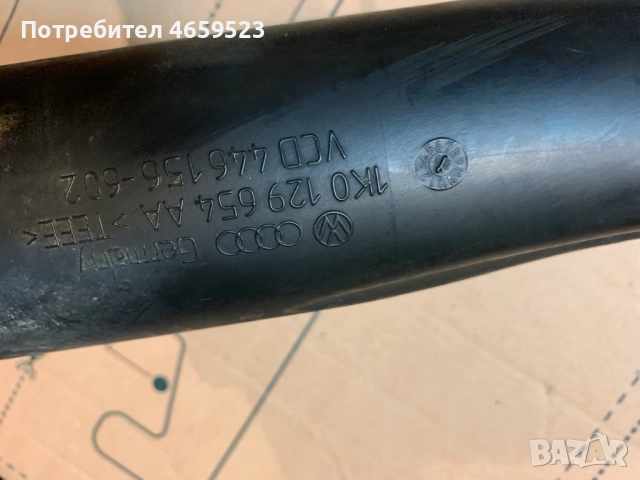 Потребител 4659523
1K0 129 654 AA >TEEE<
VCD 446 156-602
Germany
BAZAR